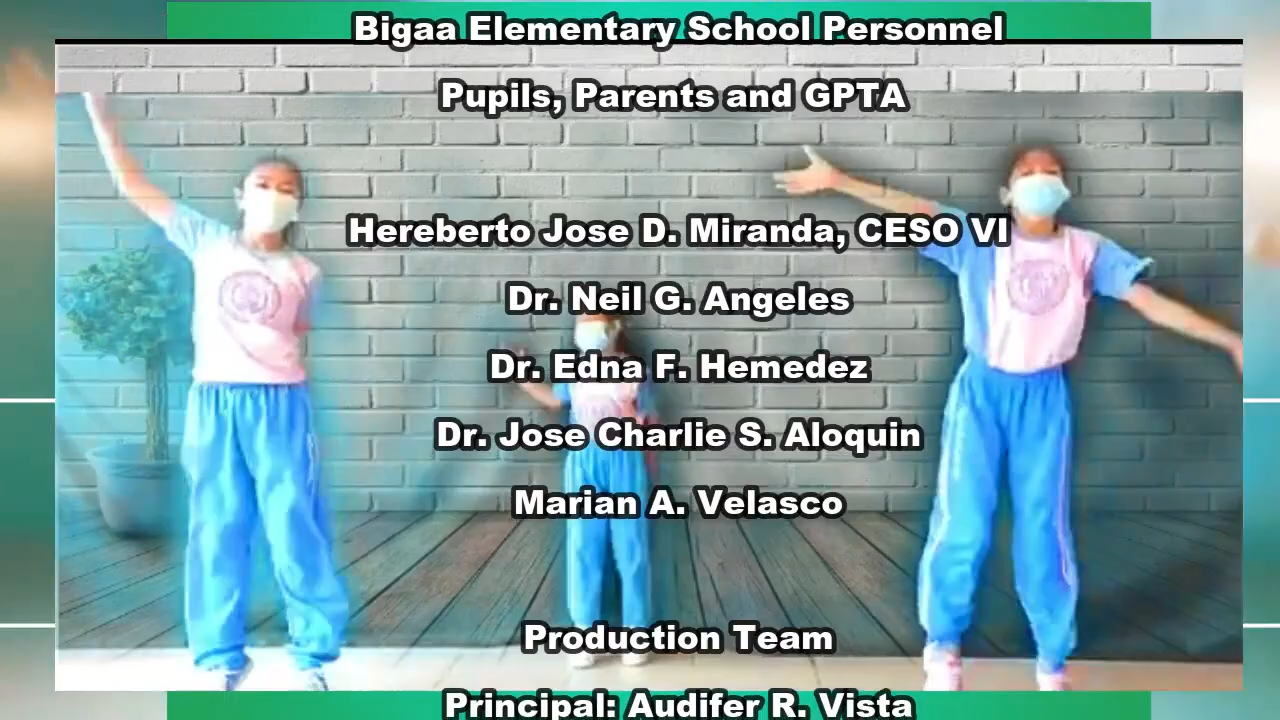 Bigaa Elementary School Personnel
Pupils, Parents and GPTA
Hereberto Jose D. Miranda, CESO VI
Dr. Neil G. Angeles
Dr. Edna F. Hemedez
Dr. Jose Charlie S. Aloquin
Marian A. Velasco
Production Team
Principal: Audifer R. Vista